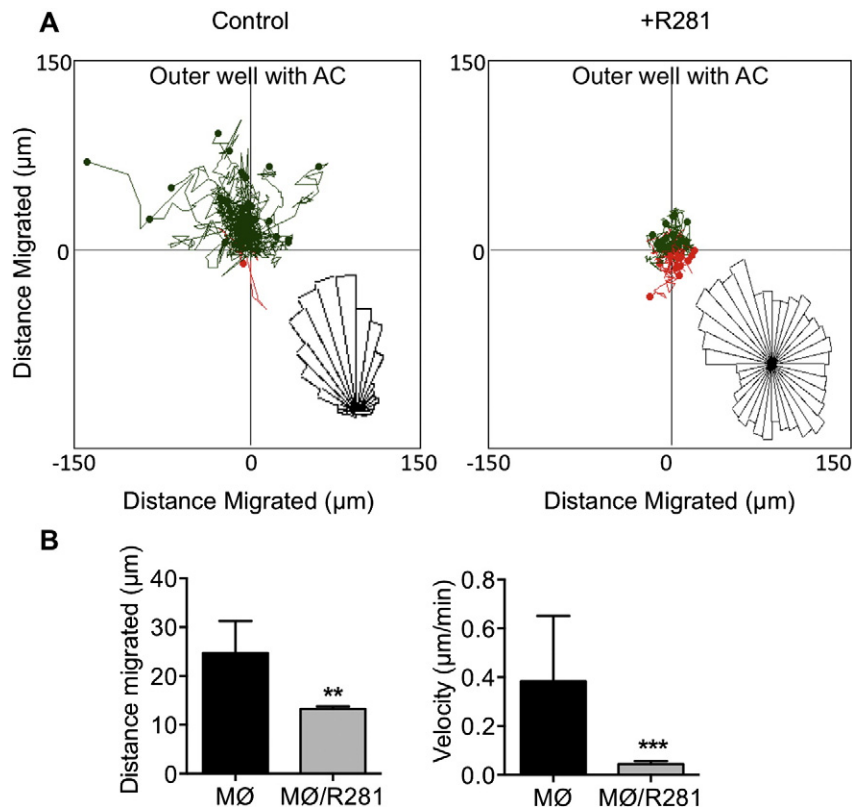 A
Control
+R281
150
Outer well with AC
0
-150
0
150
Distance Migrated (µm)
Distance Migrated (µm)
150
Outer well with AC
0
-150
0
150
Distance Migrated (µm)
B
Distance migrated (µm)
40
30
20
10
0
**
MØ
MØ/R281
Velocity (µm/min)
0.8
0.6
0.4
0.2
0.0
***
MØ
MØ/R281